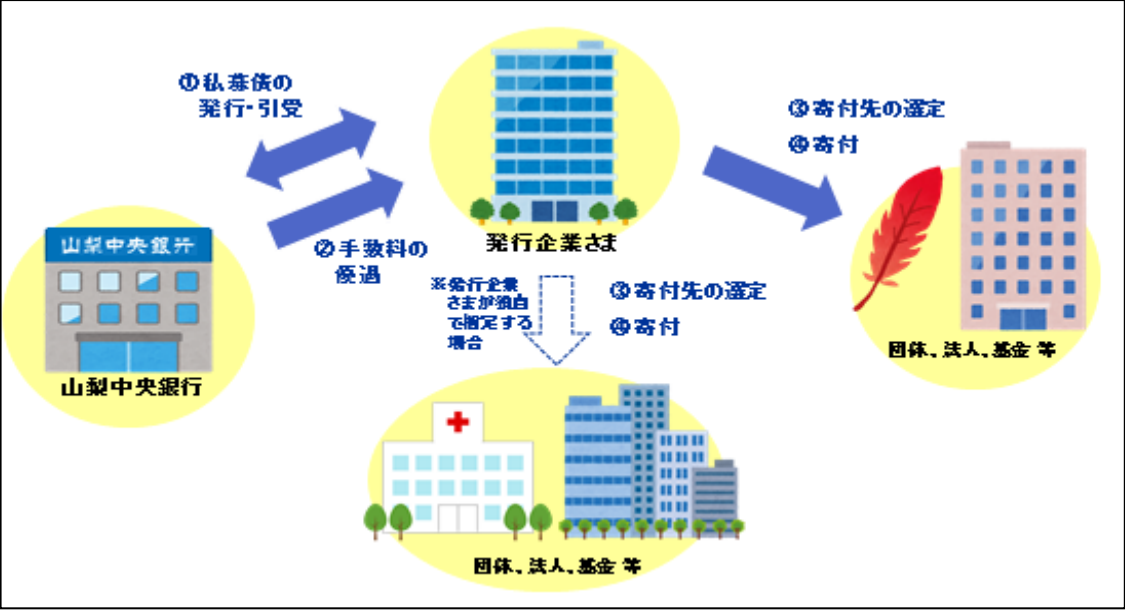 ①私募債の
発行・引受
②手数料の
優遇
山梨中央銀行
山梨中央銀行
発行企業さま
③寄付先の選定
④寄付
団体、法人、基金 等
※発行企業
さまが独自
で指定する
場合
③寄付先の選定
④寄付
団体、法人、基金 等